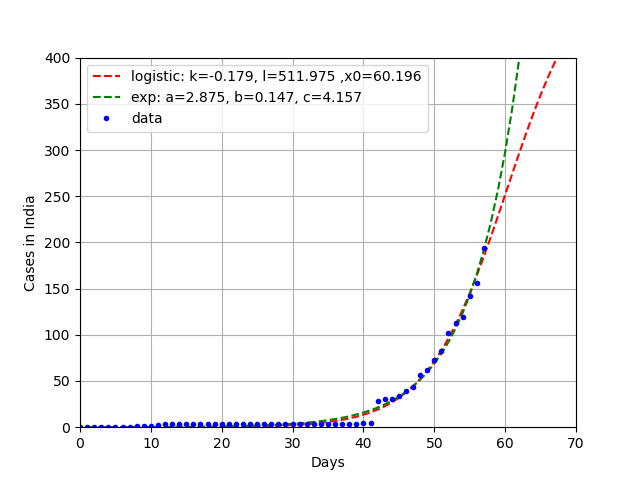 logistic: k=-0.179, l=511.975 ,x0=60.196
exp: a=2.875, b=0.147, c=4.157
data
400
350
300
250
200
150
100
50
0
Cases in India
0 10 20 30 40 50 60 70
Days